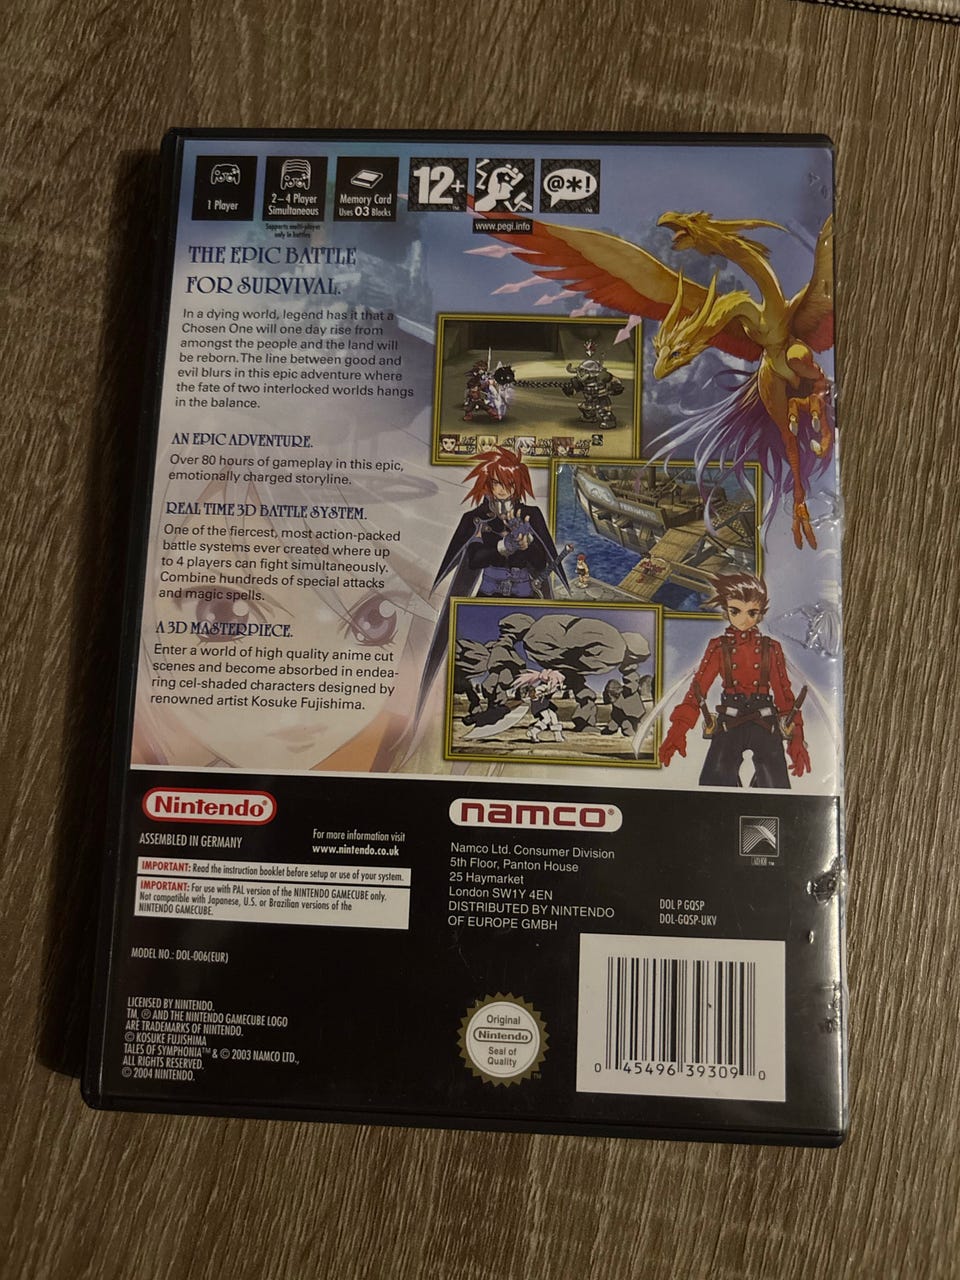 1 Player
2–4 Player
Simultaneous
Supports multi-player
only in battles
Memory Card
Uses 03 Blocks
12+
@*!
www.pegi.info
THE EPIC BATTLE
FOR SURVIVAL.
In a dying world, legend has it that a
Chosen One will one day rise from
amongst the people and the land will
be reborn. The line between good and
evil blurs in this epic adventure where
the fate of two interlocked worlds hangs
in the balance.
AN EPIC ADVENTURE.
Over 80 hours of gameplay in this epic,
emotionally charged storyline.
REAL TIME 3D BATTLE SYSTEM.
One of the fiercest, most action-packed
battle systems ever created where up
to 4 players can fight simultaneously.
Combine hundreds of special attacks
and magic spells.
A 3D MASTERPIECE.
Enter a world of high quality anime cut
scenes and become absorbed in endea-
ring cel-shaded characters designed by
renowned artist Kosuke Fujishima.
Nintendo®
ASSEMBLED IN GERMANY
For more information visit
www.nintendo.co.uk
IMPORTANT: Read the instruction booklet before setup or use of your system.
IMPORTANT: For use with PAL version of the NINTENDO GAMECUBE only.
Not compatible with Japanese, U.S. or Brazilian versions of the
NINTENDO GAMECUBE.
MODEL NO.: DOL-006(EUR)
LICENSED BY NINTENDO.
TM, ® AND THE NINTENDO GAMECUBE LOGO
ARE TRADEMARKS OF NINTENDO.
© KOSUKE FUJISHIMA
TALES OF SYMPHONIA™ & © 2003 NAMCO LTD.,
ALL RIGHTS RESERVED.
© 2004 NINTENDO.
namco®
Namco Ltd. Consumer Division
5th Floor, Panton House
25 Haymarket
London SW1Y 4EN
DISTRIBUTED BY NINTENDO
OF EUROPE GMBH
DOL P GQSP
DOL-GQSP-UKV
Original
Nintendo
Seal of
Quality
TM
0 45496 39309 0